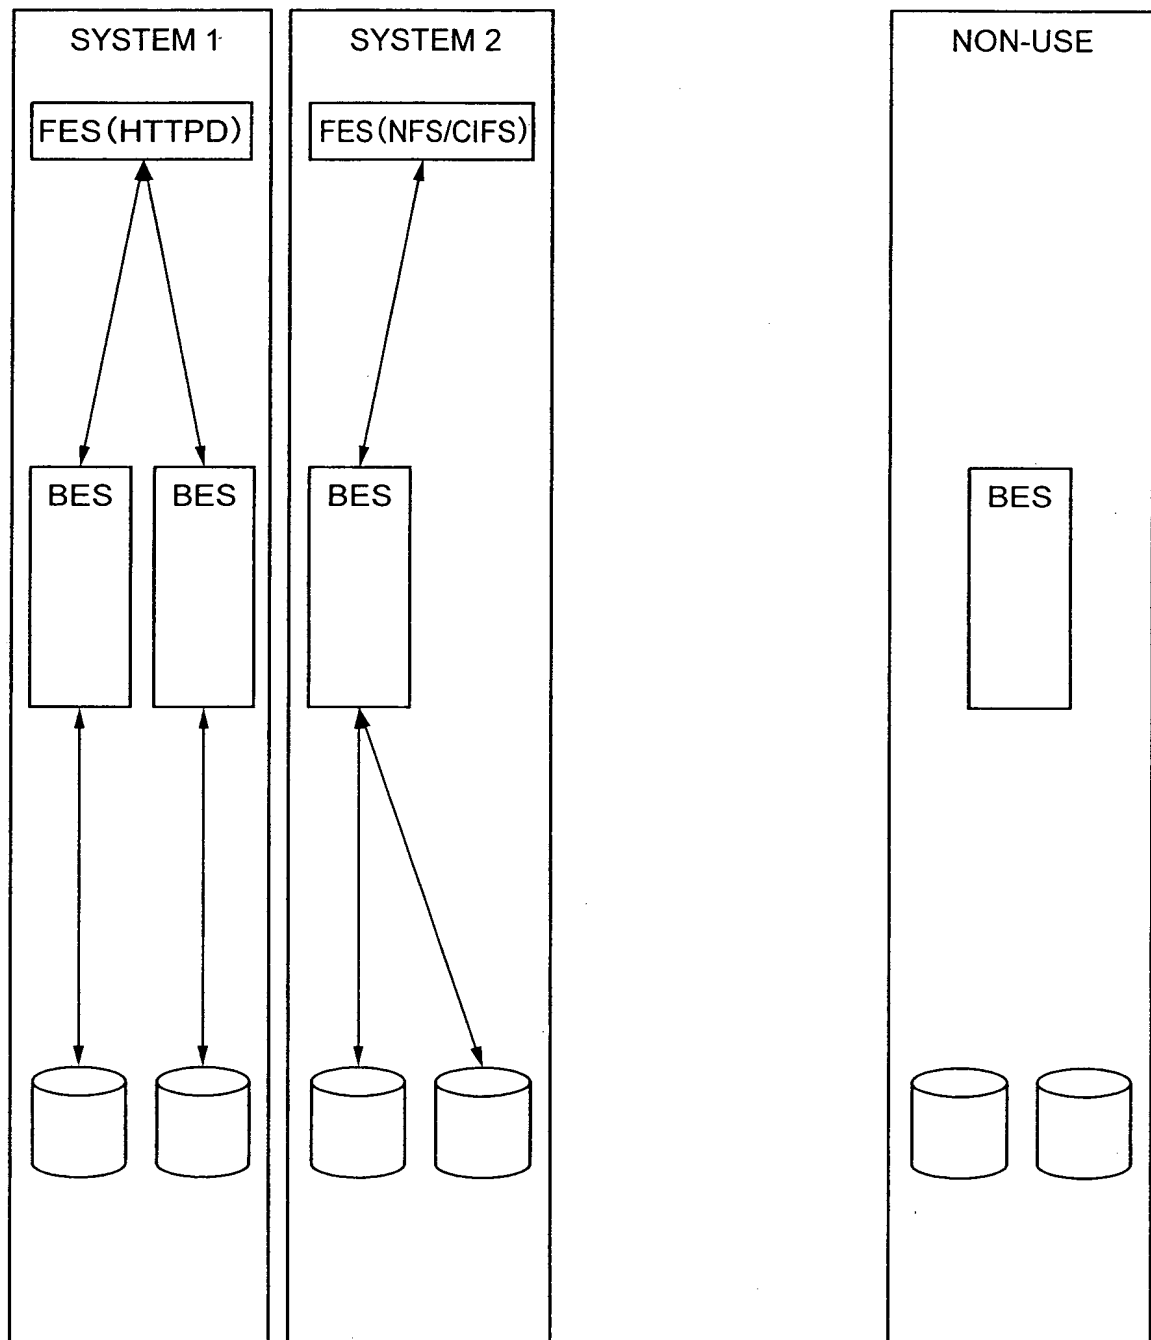 SYSTEM 1
SYSTEM 2
NON-USE
FES(HTTPD)
FES(NFS/CIFS)
BES
BES
BES
BES